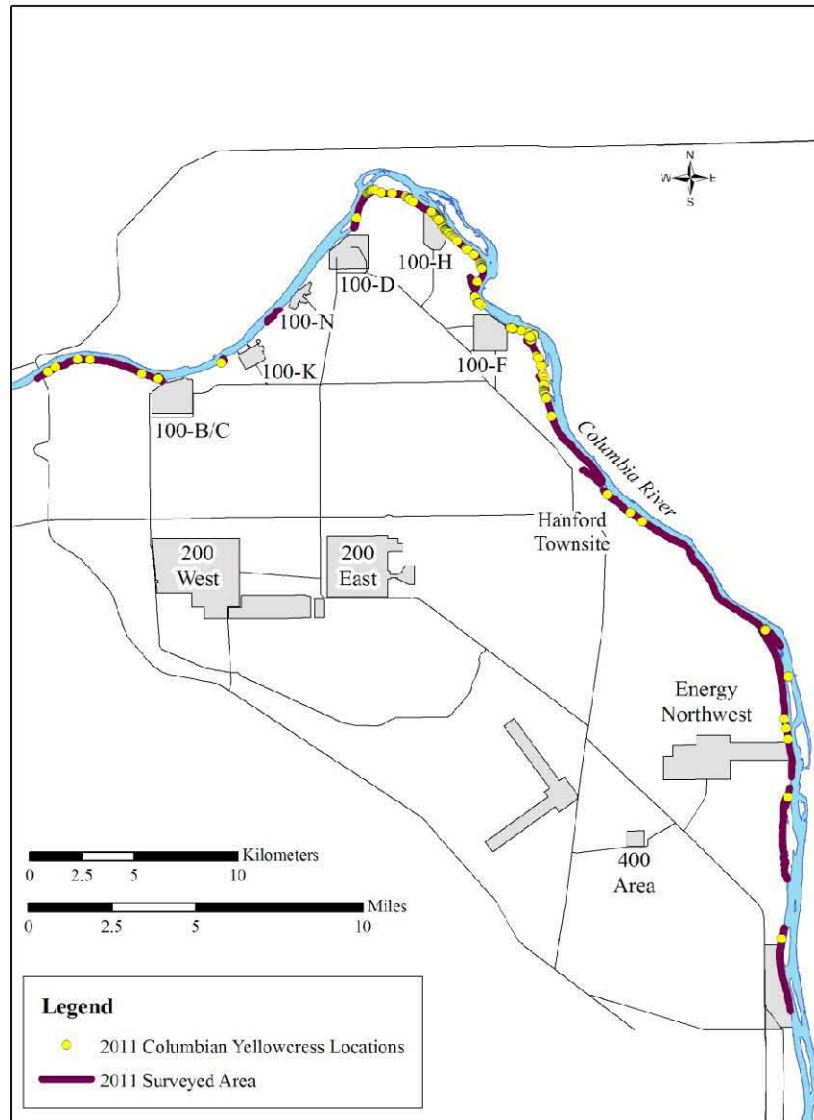 N
W E
S
100-H
100-D
100-N
100-F
100-K
100-B/C
Columbia River
Hanford
Townsite
200
West
200
East
Energy
Northwest
400
Area
Kilometers
0 2.5 5 10
Miles
0 2.5 5 10
Legend
2011 Columbian Yellowcress Locations
2011 Surveyed Area